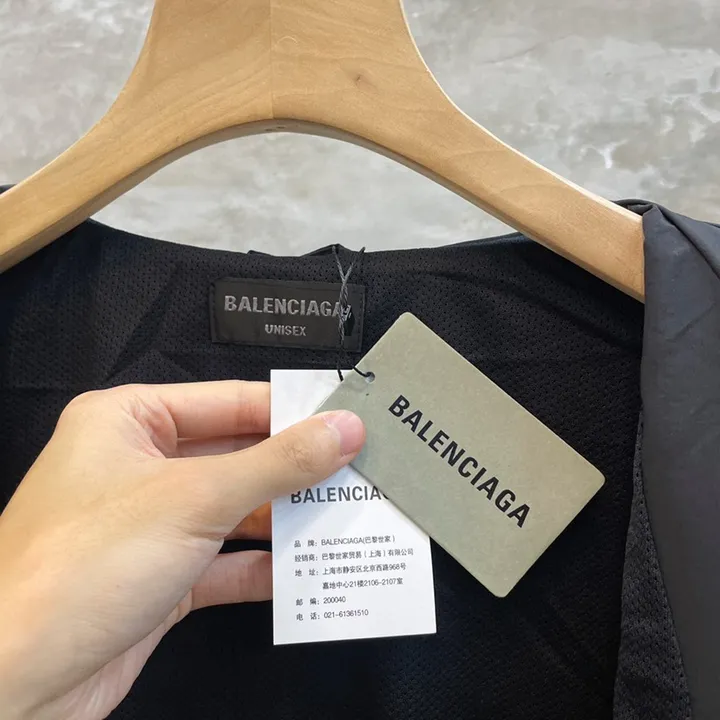 BALENCIAGA
UNISEX
BALENCIAGA
BALENCIAG
品 牌: BALENCIAGA(巴黎世家)
经销商: 巴黎世家贸易(上海)有限公司
地 址: 上海市静安区北京西路968号
嘉地中心21楼2106-2107室
邮 编: 200040
电 话: 021-61361510